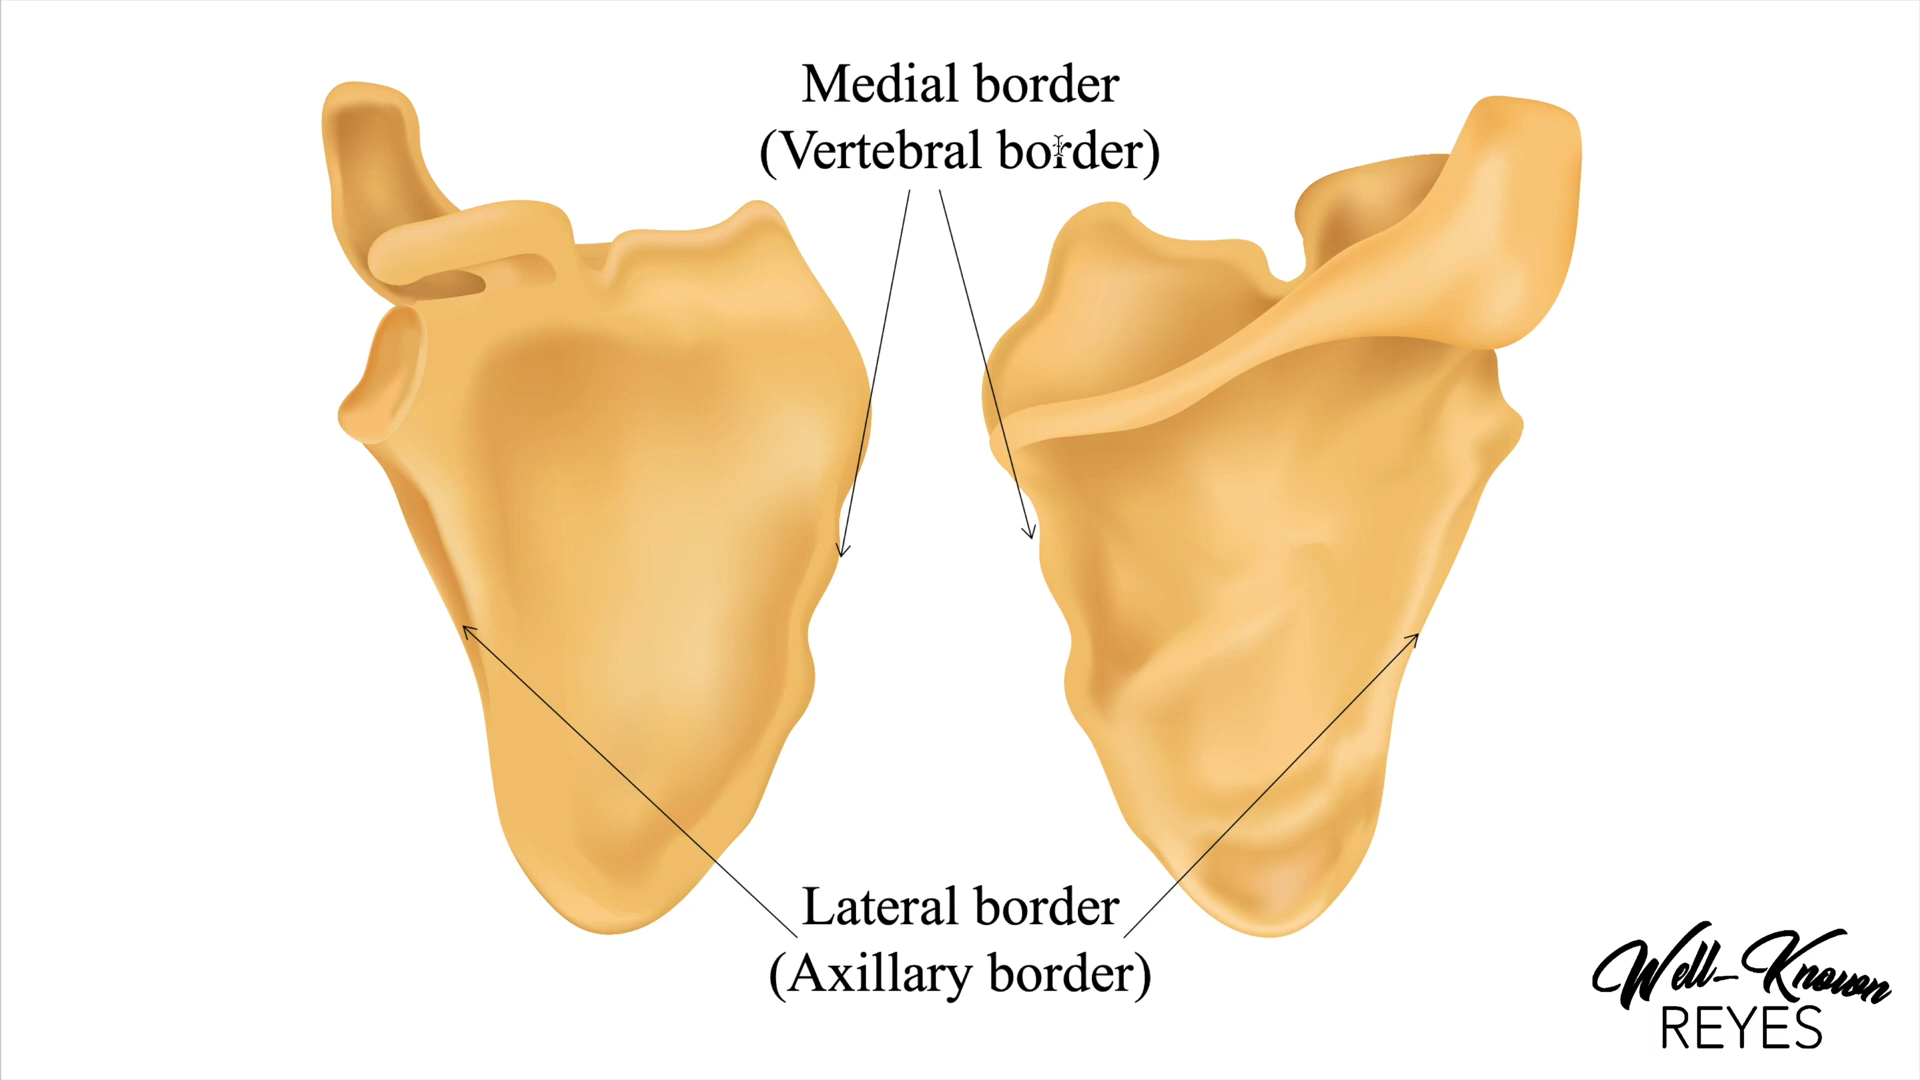 Medial border
(Vertebral border)
Lateral border
(Axillary border)
Well-Known
REYES